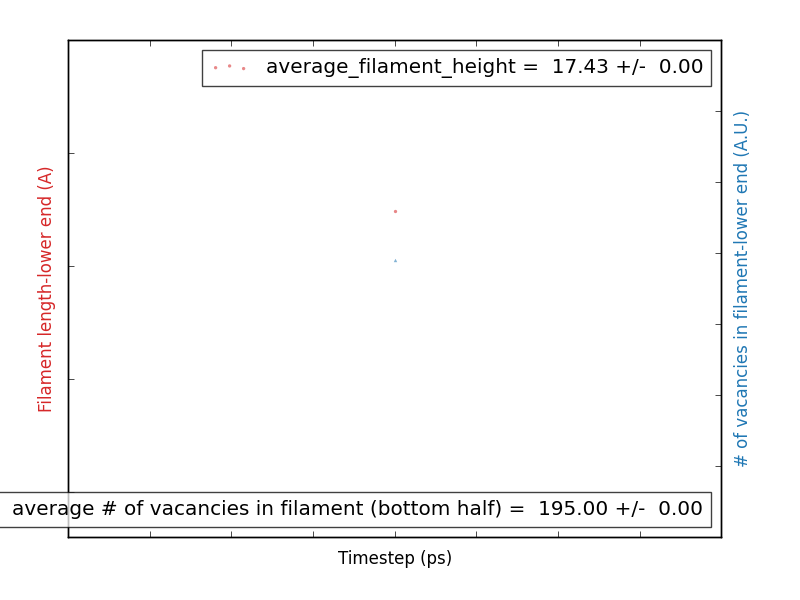 average_filament_height =  17.43 +/-  0.00
Filament length-lower end (A)
# of vacancies in filament-lower end (A.U.)
average # of vacancies in filament (bottom half) =  195.00 +/-  0.00
Timestep (ps)